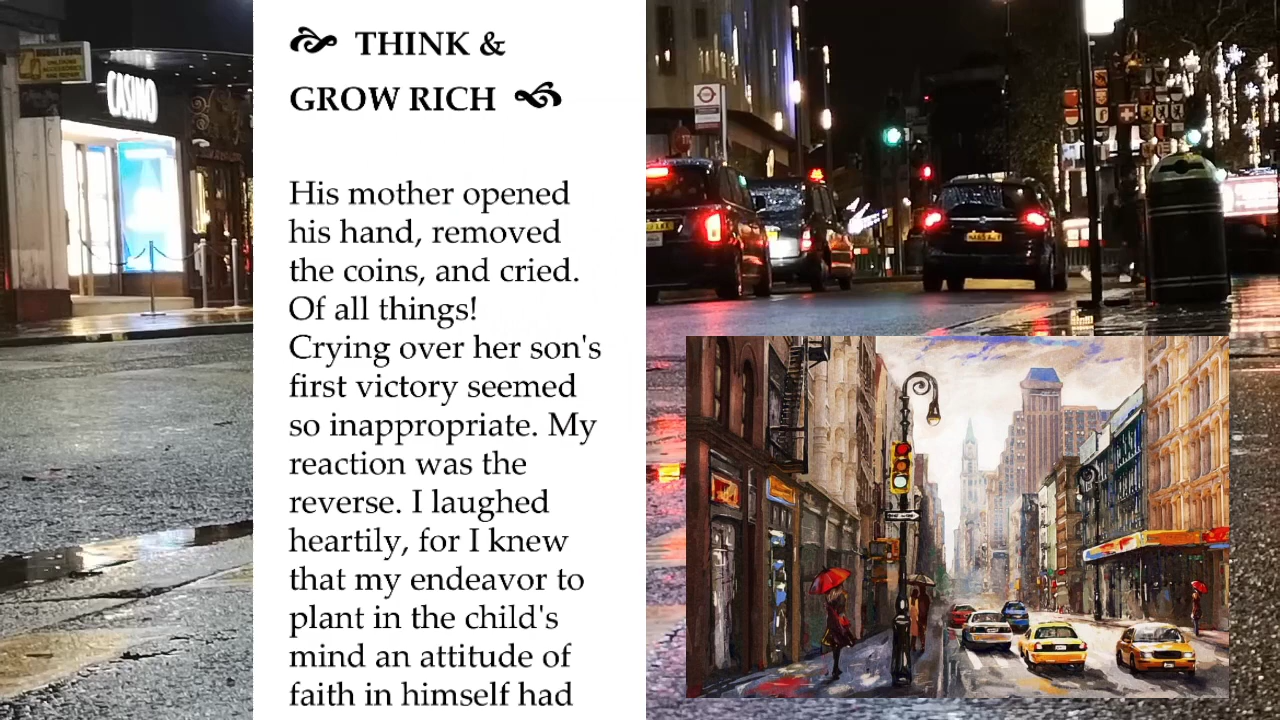 CASINO
THINK &
GROW RICH
His mother opened
his hand, removed
the coins, and cried.
Of all things!
Crying over her son's
first victory seemed
so inappropriate. My
reaction was the
reverse. I laughed
heartily, for I knew
that my endeavor to
plant in the child's
mind an attitude of
faith in himself had